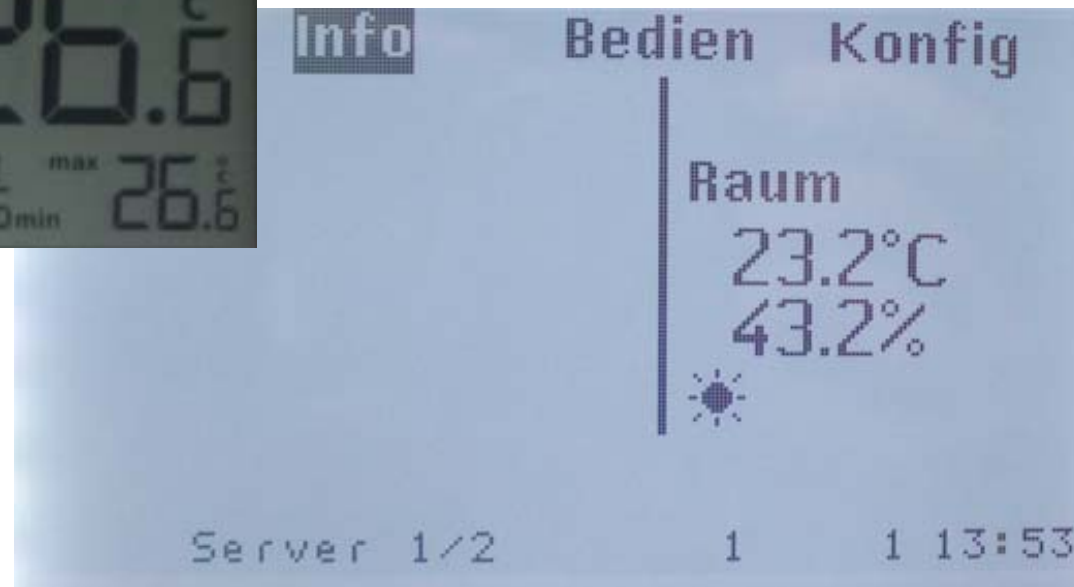 26.6
°C
max 26.6 °C
0min
Info Bedien Konfig
Raum
23.2°C
43.2%
Server 1/2 1 1 13:53